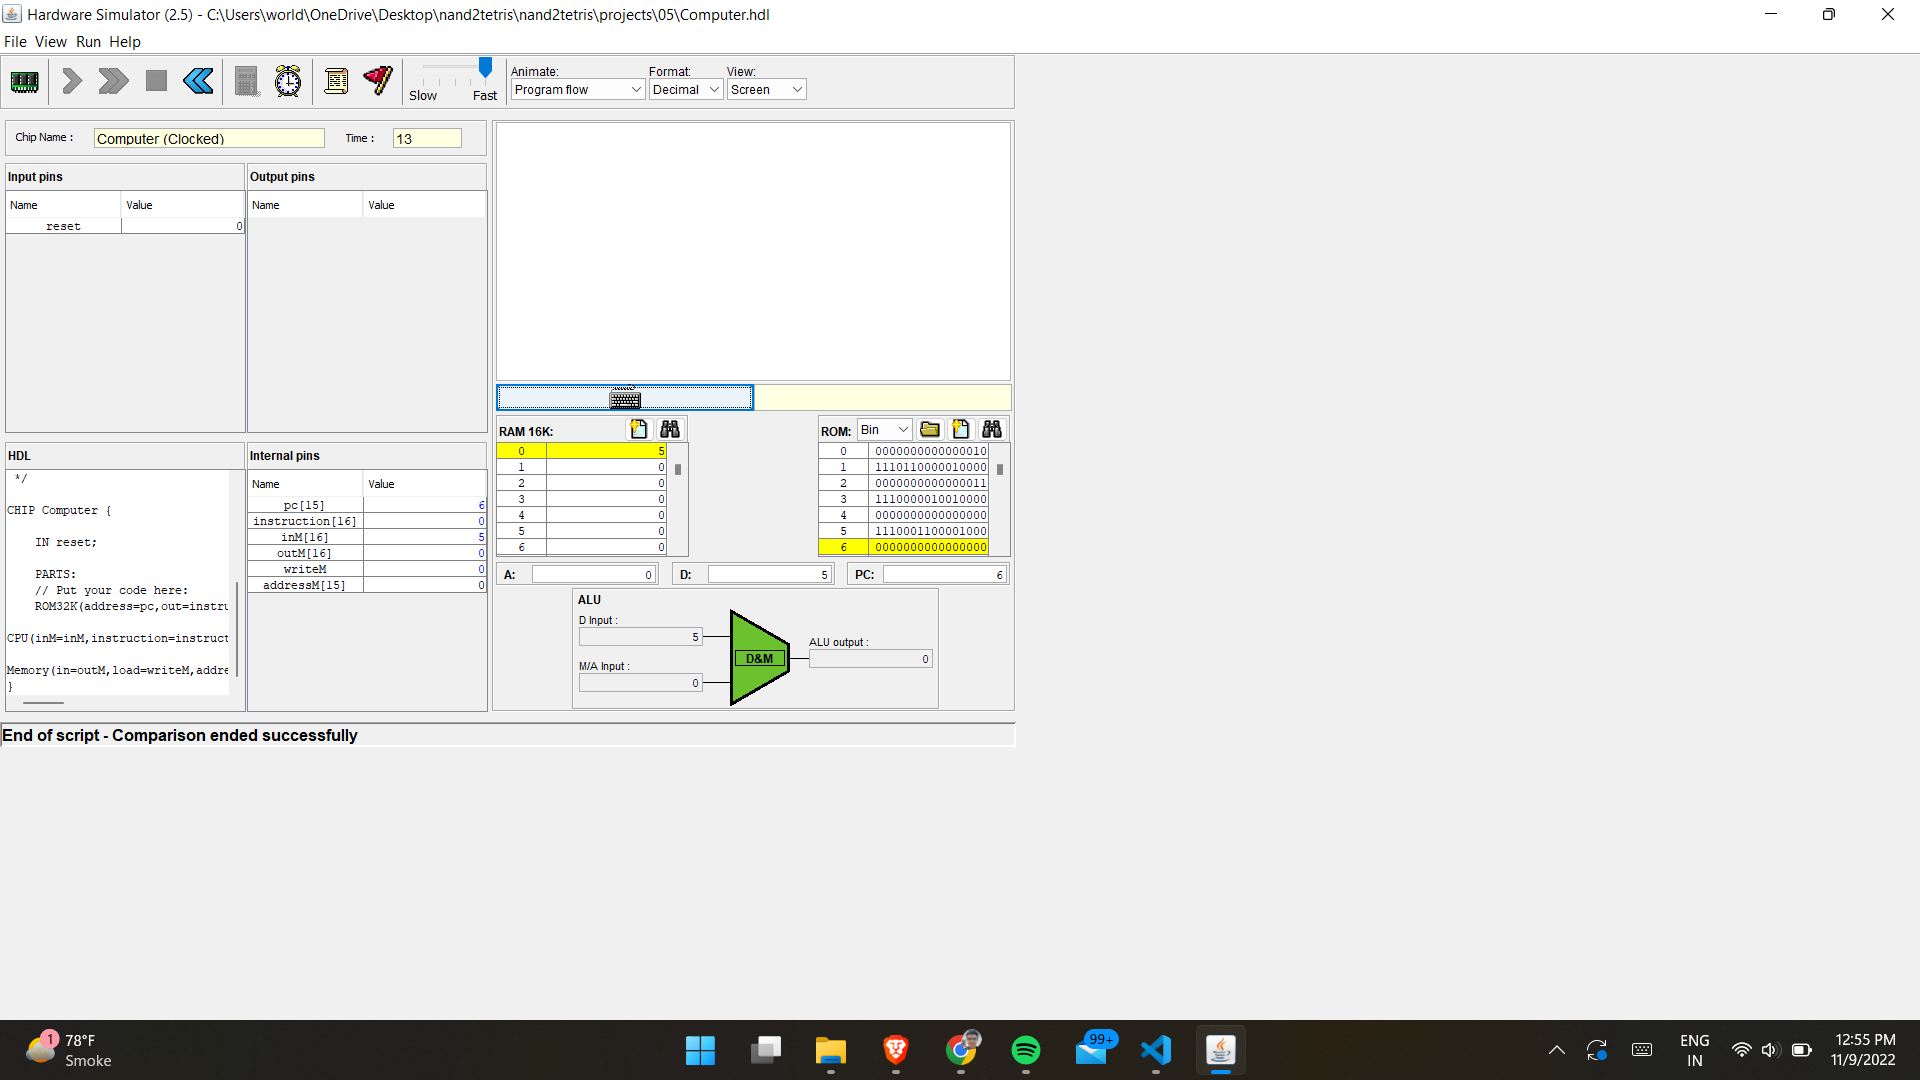 Hardware Simulator (2.5) - C:\Users\world\OneDrive\Desktop\nand2tetris\nand2tetris\projects\05\Computer.hdl
File View Run Help
Slow Fast
Animate: Format: View:
Program flow Decimal Screen
Chip Name : Computer (Clocked) Time : 13
Input pins
Name Value
reset 0
Output pins
Name Value
HDL
*/
CHIP Computer {
IN reset;
PARTS:
// Put your code here:
ROM32K(address=pc,out=instru
CPU(inM=inM,instruction=instruct
Memory(in=outM,load=writeM,addre
}
Internal pins
Name Value
pc[15] 6
instruction[16] 0
inM[16] 5
outM[16] 0
writeM 0
addressM[15] 0
RAM 16K:
0 5
1 0
2 0
3 0
4 0
5 0
6 0
ROM: Bin
0 0000000000000010
1 1110110000010000
2 0000000000000011
3 1110000010010000
4 0000000000000000
5 1110001100001000
6 0000000000000000
A: 0 D: 5 PC: 6
ALU
D Input :
5
M/A Input :
0
D&M
ALU output :
0
End of script - Comparison ended successfully
1
78°F
Smoke
99+
ENG
IN
12:55 PM
11/9/2022